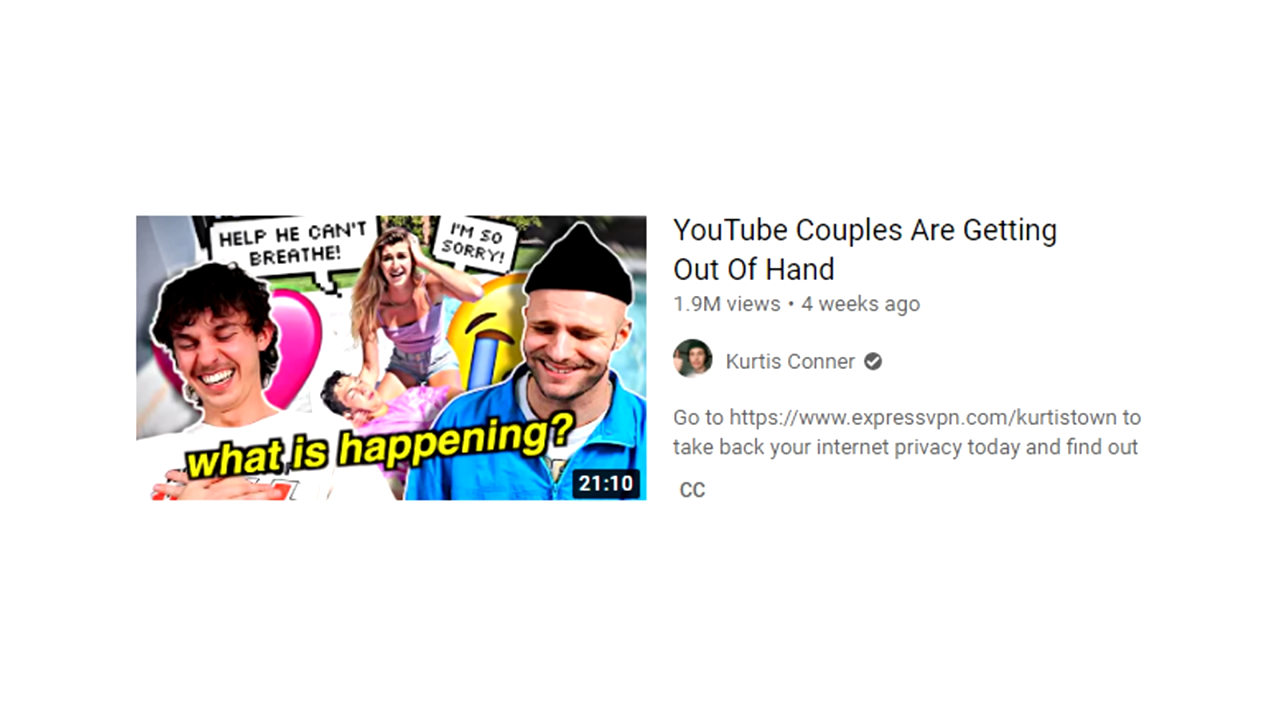 HELP HE CAN'T
BREATHE!
I'M SO
SORRY!
what is happening?
21:10
YouTube Couples Are Getting
Out Of Hand
1.9M views • 4 weeks ago
Kurtis Conner
Go to https://www.expressvpn.com/kurtistown to
take back your internet privacy today and find out
CC